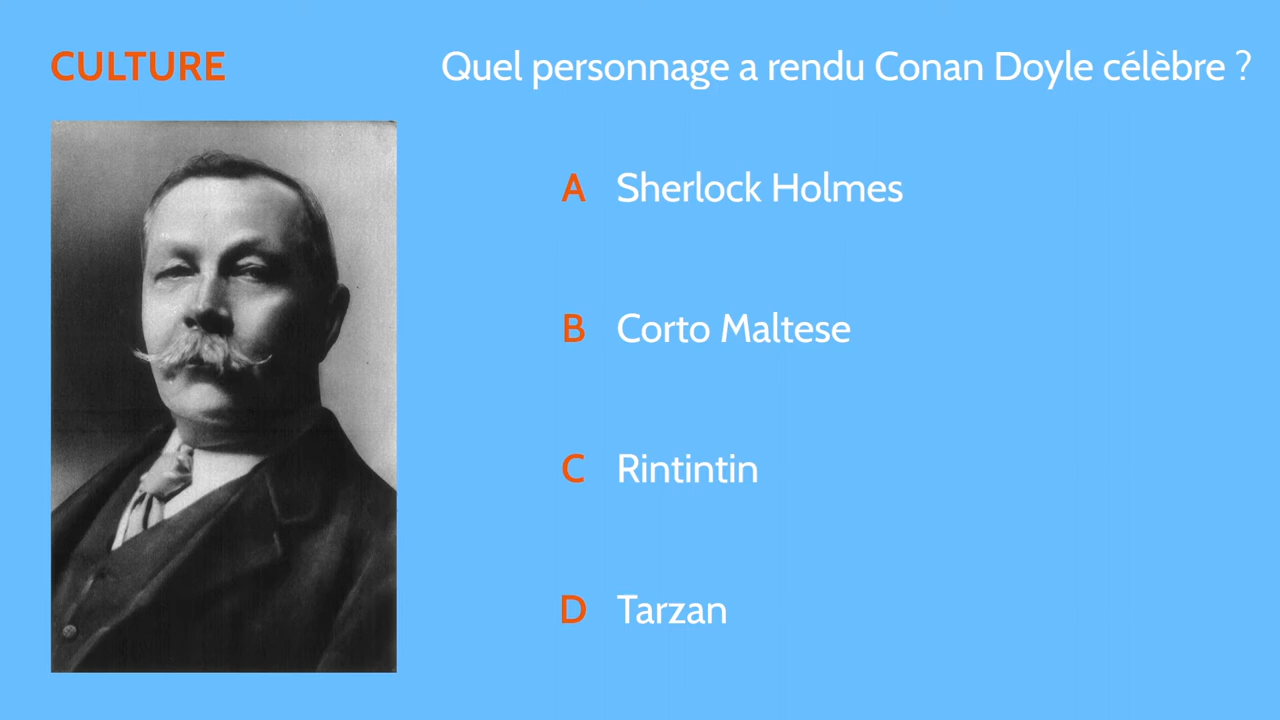 CULTURE
Quel personnage a rendu Conan Doyle célèbre ?
A Sherlock Holmes
B Corto Maltese
C Rintintin
D Tarzan